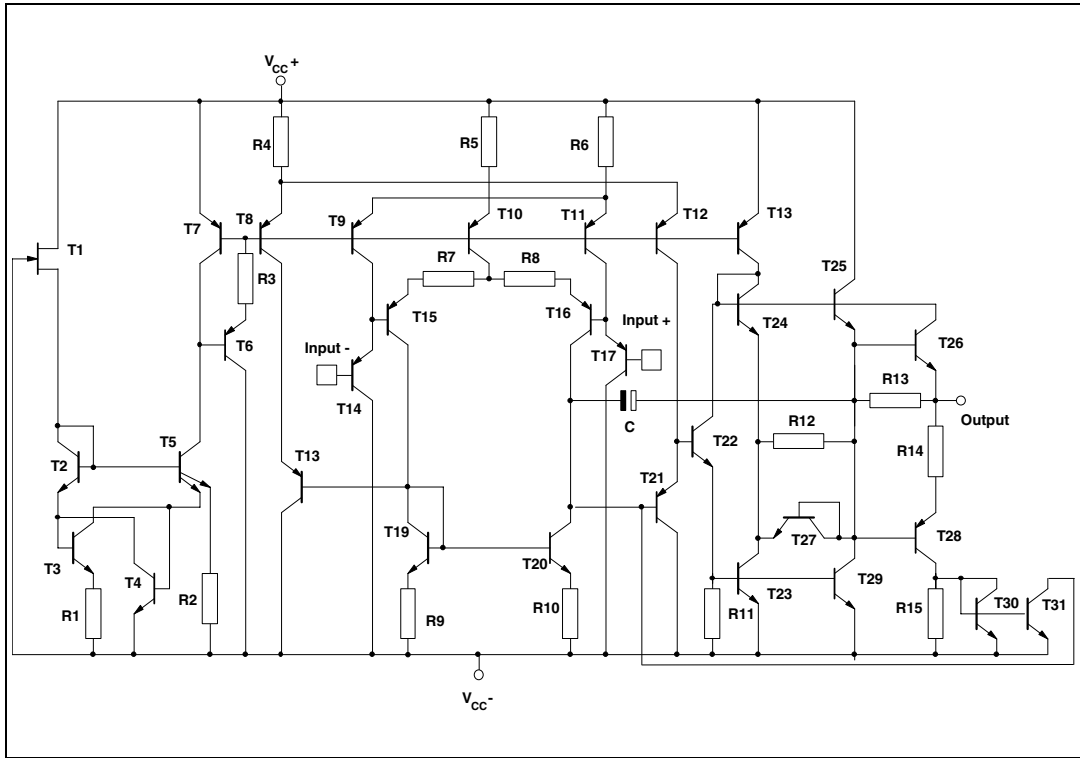 VCC+
R4
R5
R6
T7
T8
T9
T10
T11
T12
T13
T1
R3
R7
R8
T25
T6
T15
T16
Input +
T24
T26
Input -
T17
R13
T14
C
Output
R12
T5
T22
R14
T2
T13
T21
T19
T27
T28
T3
T4
T20
T23
T29
R1
R2
R9
R10
R11
R15
T30
T31
VCC-